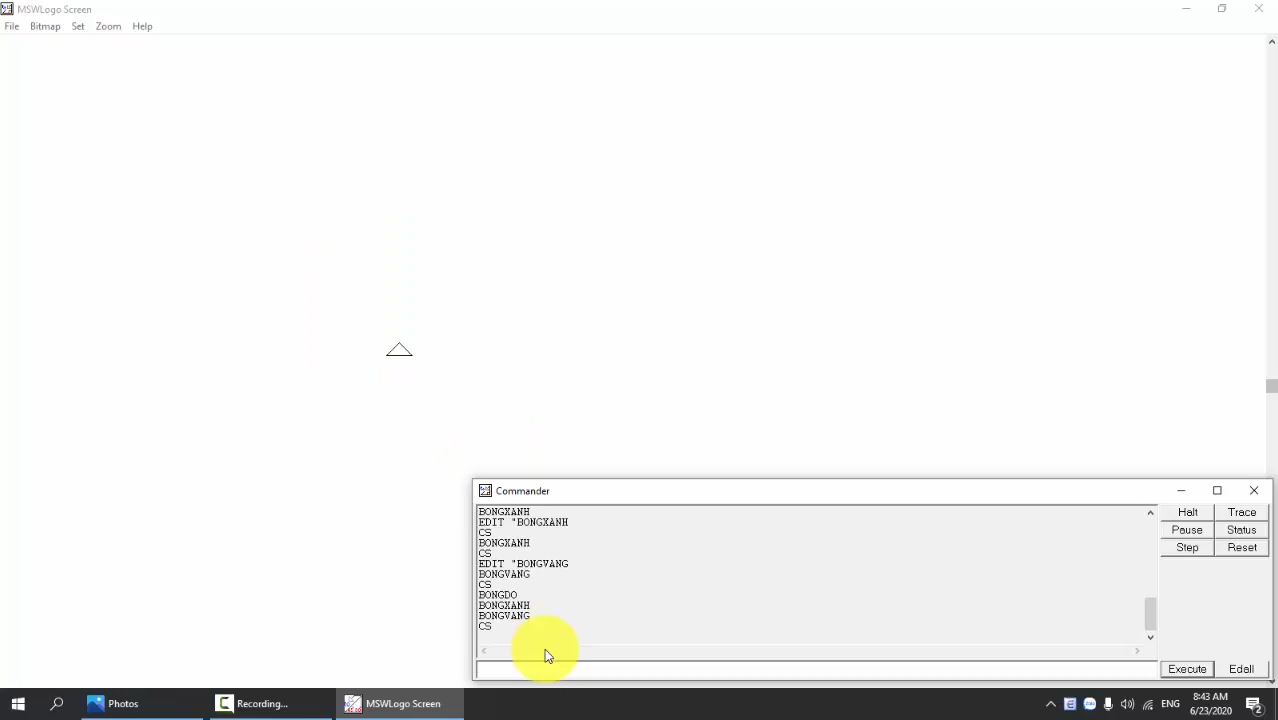 MSWLogo Screen
File Bitmap Set Zoom Help
Commander
BONGXANH
EDIT "BONGXANH
CS
BONGXANH
CS
EDIT "BONGVANG
BONGVANG
CS
BONGDO
BONGXANH
BONGVANG
CS
Halt Trace
Pause Status
Step Reset
Execute Edall
Photos
Recording...
MSWLogo Screen
ENG
8:43 AM
6/23/2020
2